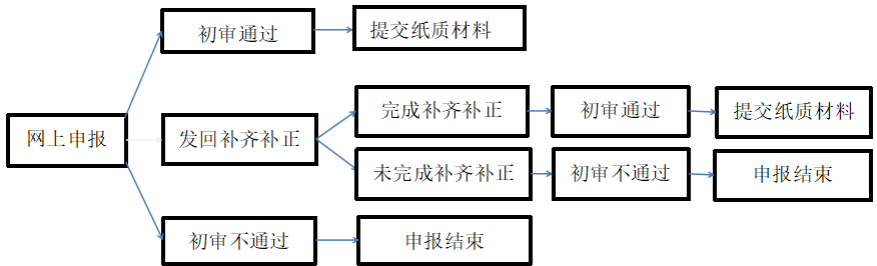 初审通过
提交纸质材料
网上申报
发回补齐补正
完成补齐补正
初审通过
提交纸质材料
未完成补齐补正
初审不通过
申报结束
初审不通过
申报结束